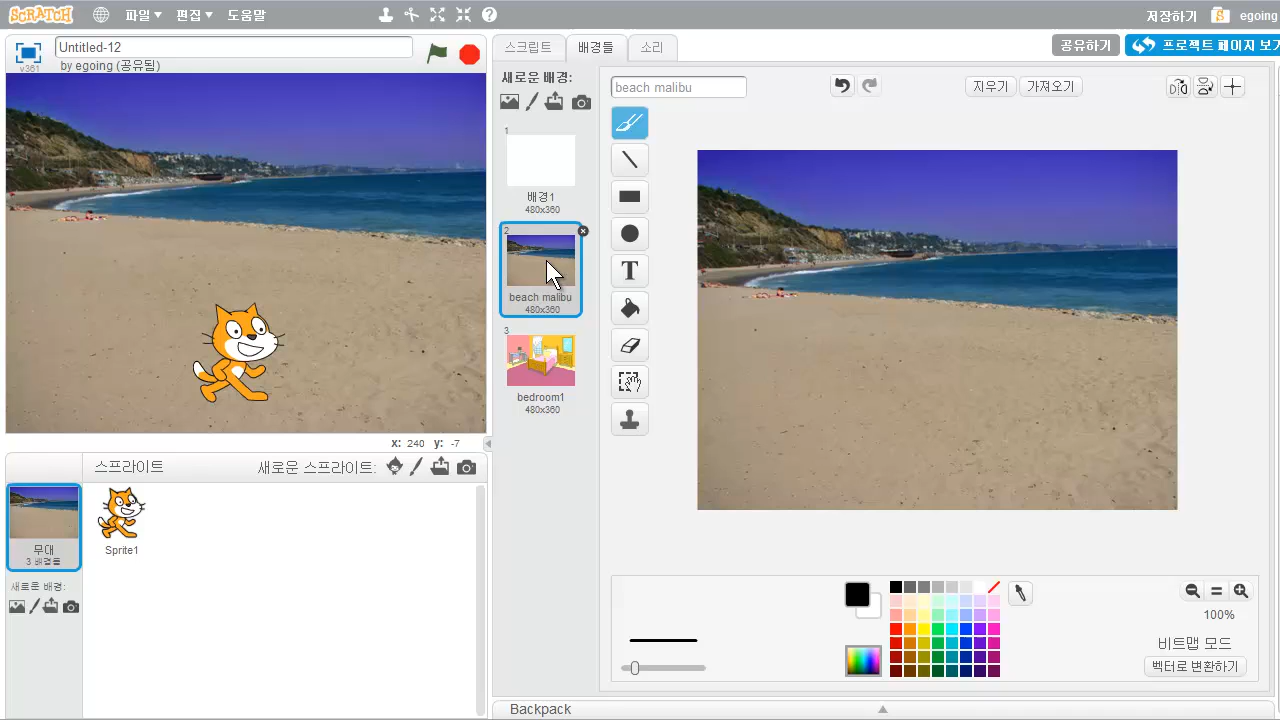 SCRATCH 파일 편집 도움말 저장하기 egoing
Untitled-12
by egoing (공유됨)
v361
스크립트 배경들 소리 공유하기 프로젝트 페이지 보기
새로운 배경:
beach malibu 지우기 가져오기
1
배경1
480x360
2
beach malibu
480x360
3
bedroom1
480x360
T
x: 240 y: -7
스프라이트 새로운 스프라이트:
무대
3 배경들
새로운 배경:
Sprite1
100%
비트맵 모드
벡터로 변환하기
Backpack